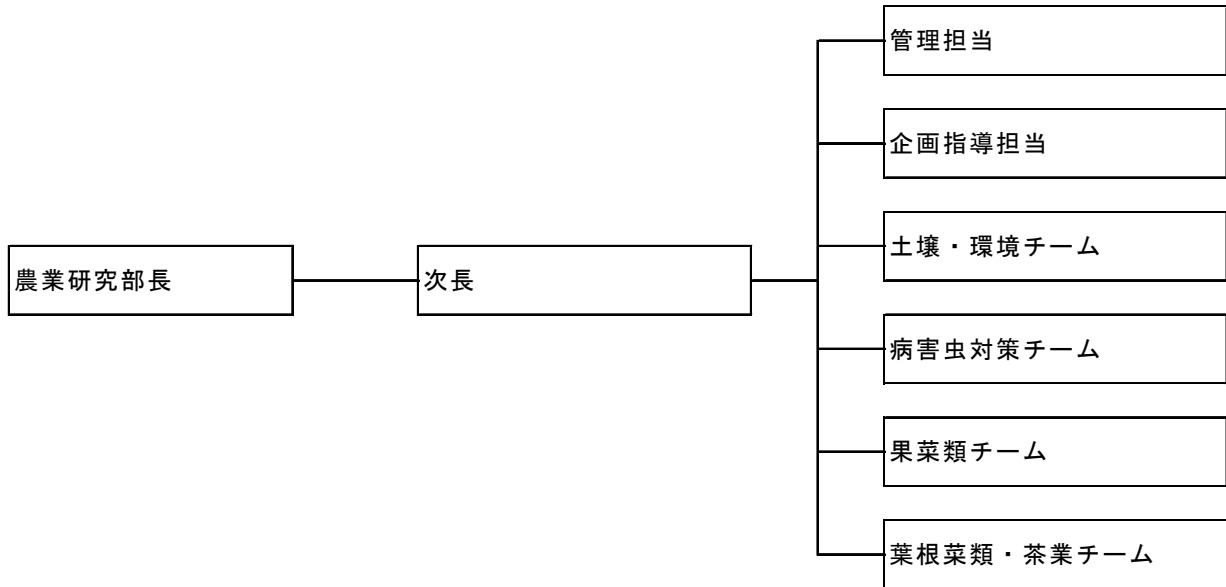 管理担当
企画指導担当
土壌・環境チーム
農業研究部長
次長
病害虫対策チーム
果菜類チーム
葉根菜類・茶業チーム